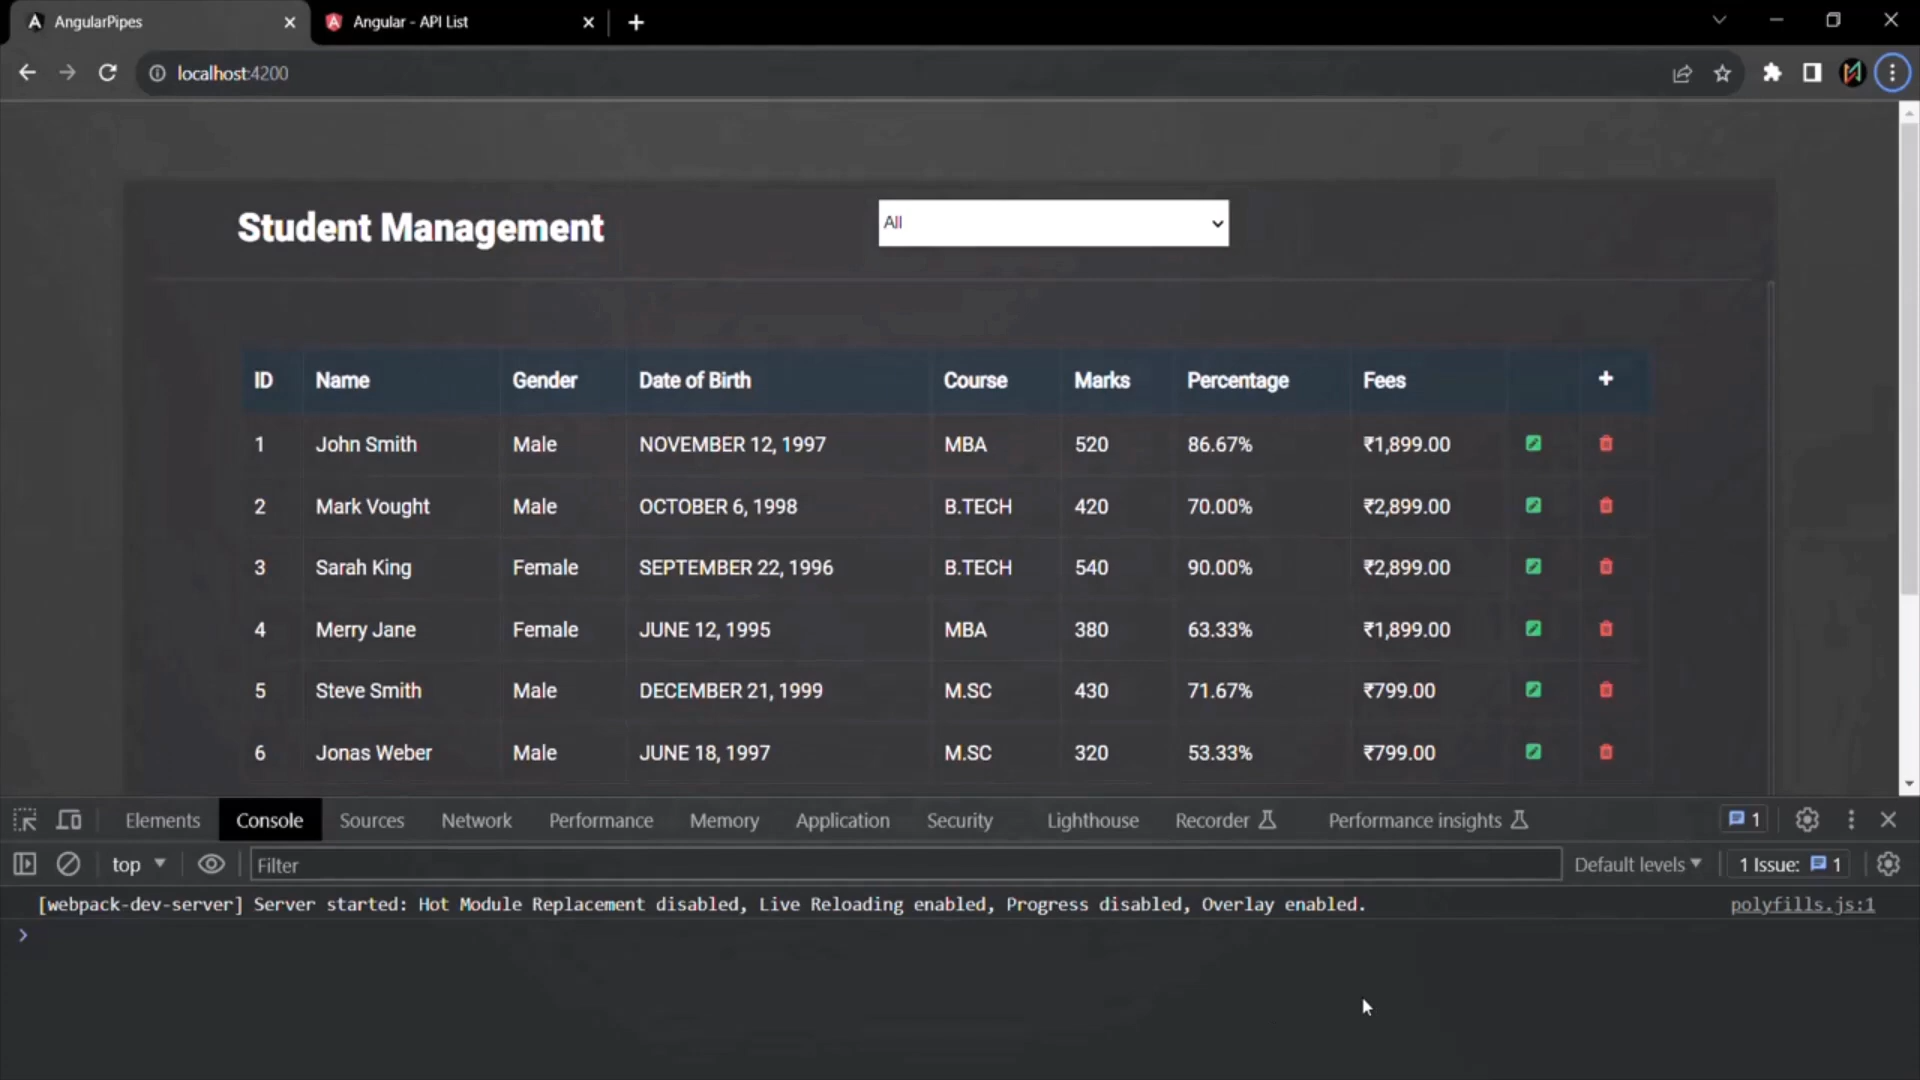 AngularPipes
Angular - API List
localhost:4200
Student Management
All
ID Name Gender Date of Birth Course Marks Percentage Fees +
1 John Smith Male NOVEMBER 12, 1997 MBA 520 86.67% ₹1,899.00
2 Mark Vought Male OCTOBER 6, 1998 B.TECH 420 70.00% ₹2,899.00
3 Sarah King Female SEPTEMBER 22, 1996 B.TECH 540 90.00% ₹2,899.00
4 Merry Jane Female JUNE 12, 1995 MBA 380 63.33% ₹1,899.00
5 Steve Smith Male DECEMBER 21, 1999 M.SC 430 71.67% ₹799.00
6 Jonas Weber Male JUNE 18, 1997 M.SC 320 53.33% ₹799.00
Elements Console Sources Network Performance Memory Application Security Lighthouse Recorder Performance insights 1
top Filter Default levels 1 Issue: 1
[webpack-dev-server] Server started: Hot Module Replacement disabled, Live Reloading enabled, Progress disabled, Overlay enabled. polyfills.js:1